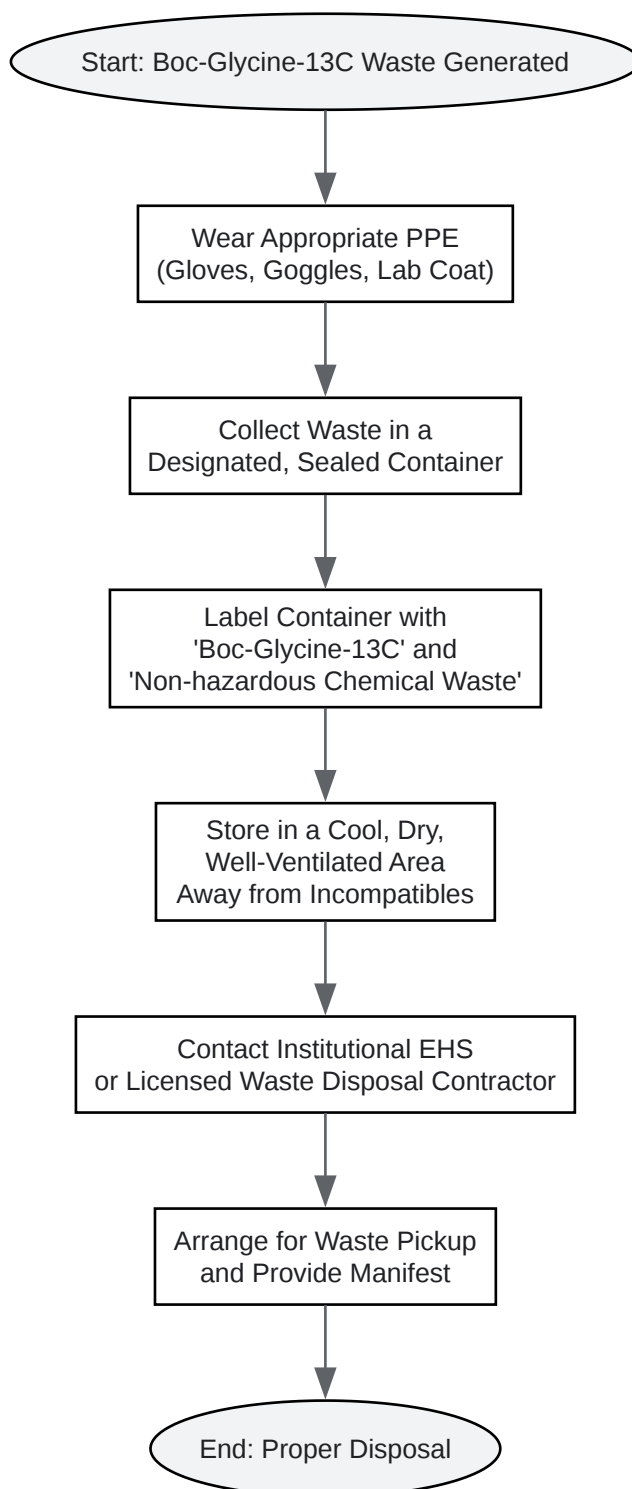 Start: Boc-Glycine-13C Waste Generated
Wear Appropriate PPE
(Gloves, Goggles, Lab Coat)
Collect Waste in a
Designated, Sealed Container
Label Container with
'Boc-Glycine-13C' and
'Non-hazardous Chemical Waste'
Store in a Cool, Dry,
Well-Ventilated Area
Away from Incompatibles
Contact Institutional EHS
or Licensed Waste Disposal Contractor
Arrange for Waste Pickup
and Provide Manifest
End: Proper Disposal